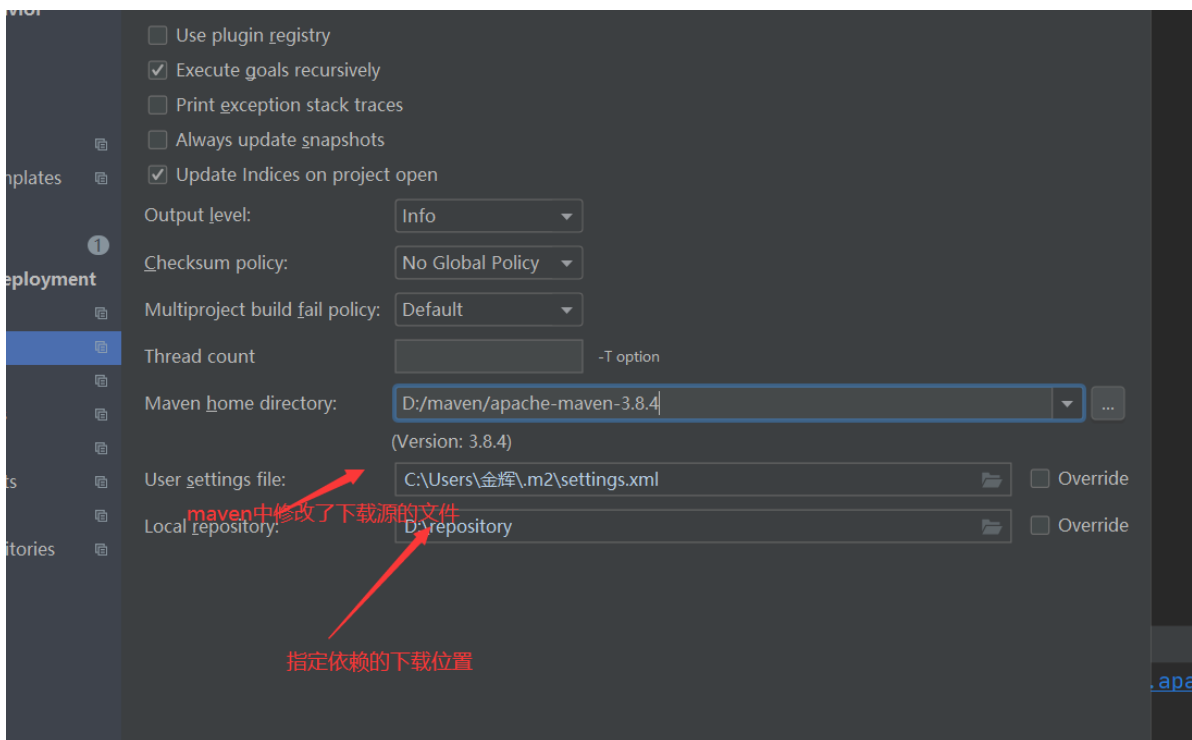 Use plugin registry
Execute goals recursively
Print exception stack traces
Always update snapshots
nplates
Update Indices on project open
Output level:
Info
1
Checksum policy:
No Global Policy
eployment
Multiproject build fail policy:
Default
Thread count
-T option
Maven home directory:
D:/maven/apache-maven-3.8.4
...
(Version: 3.8.4)
ts
User settings file:
C:\Users\金辉\.m2\settings.xml
Override
maven中修改了下载源的文件
Local repository:
D:\repository
Override
itories
指定依赖的下载位置
.apa